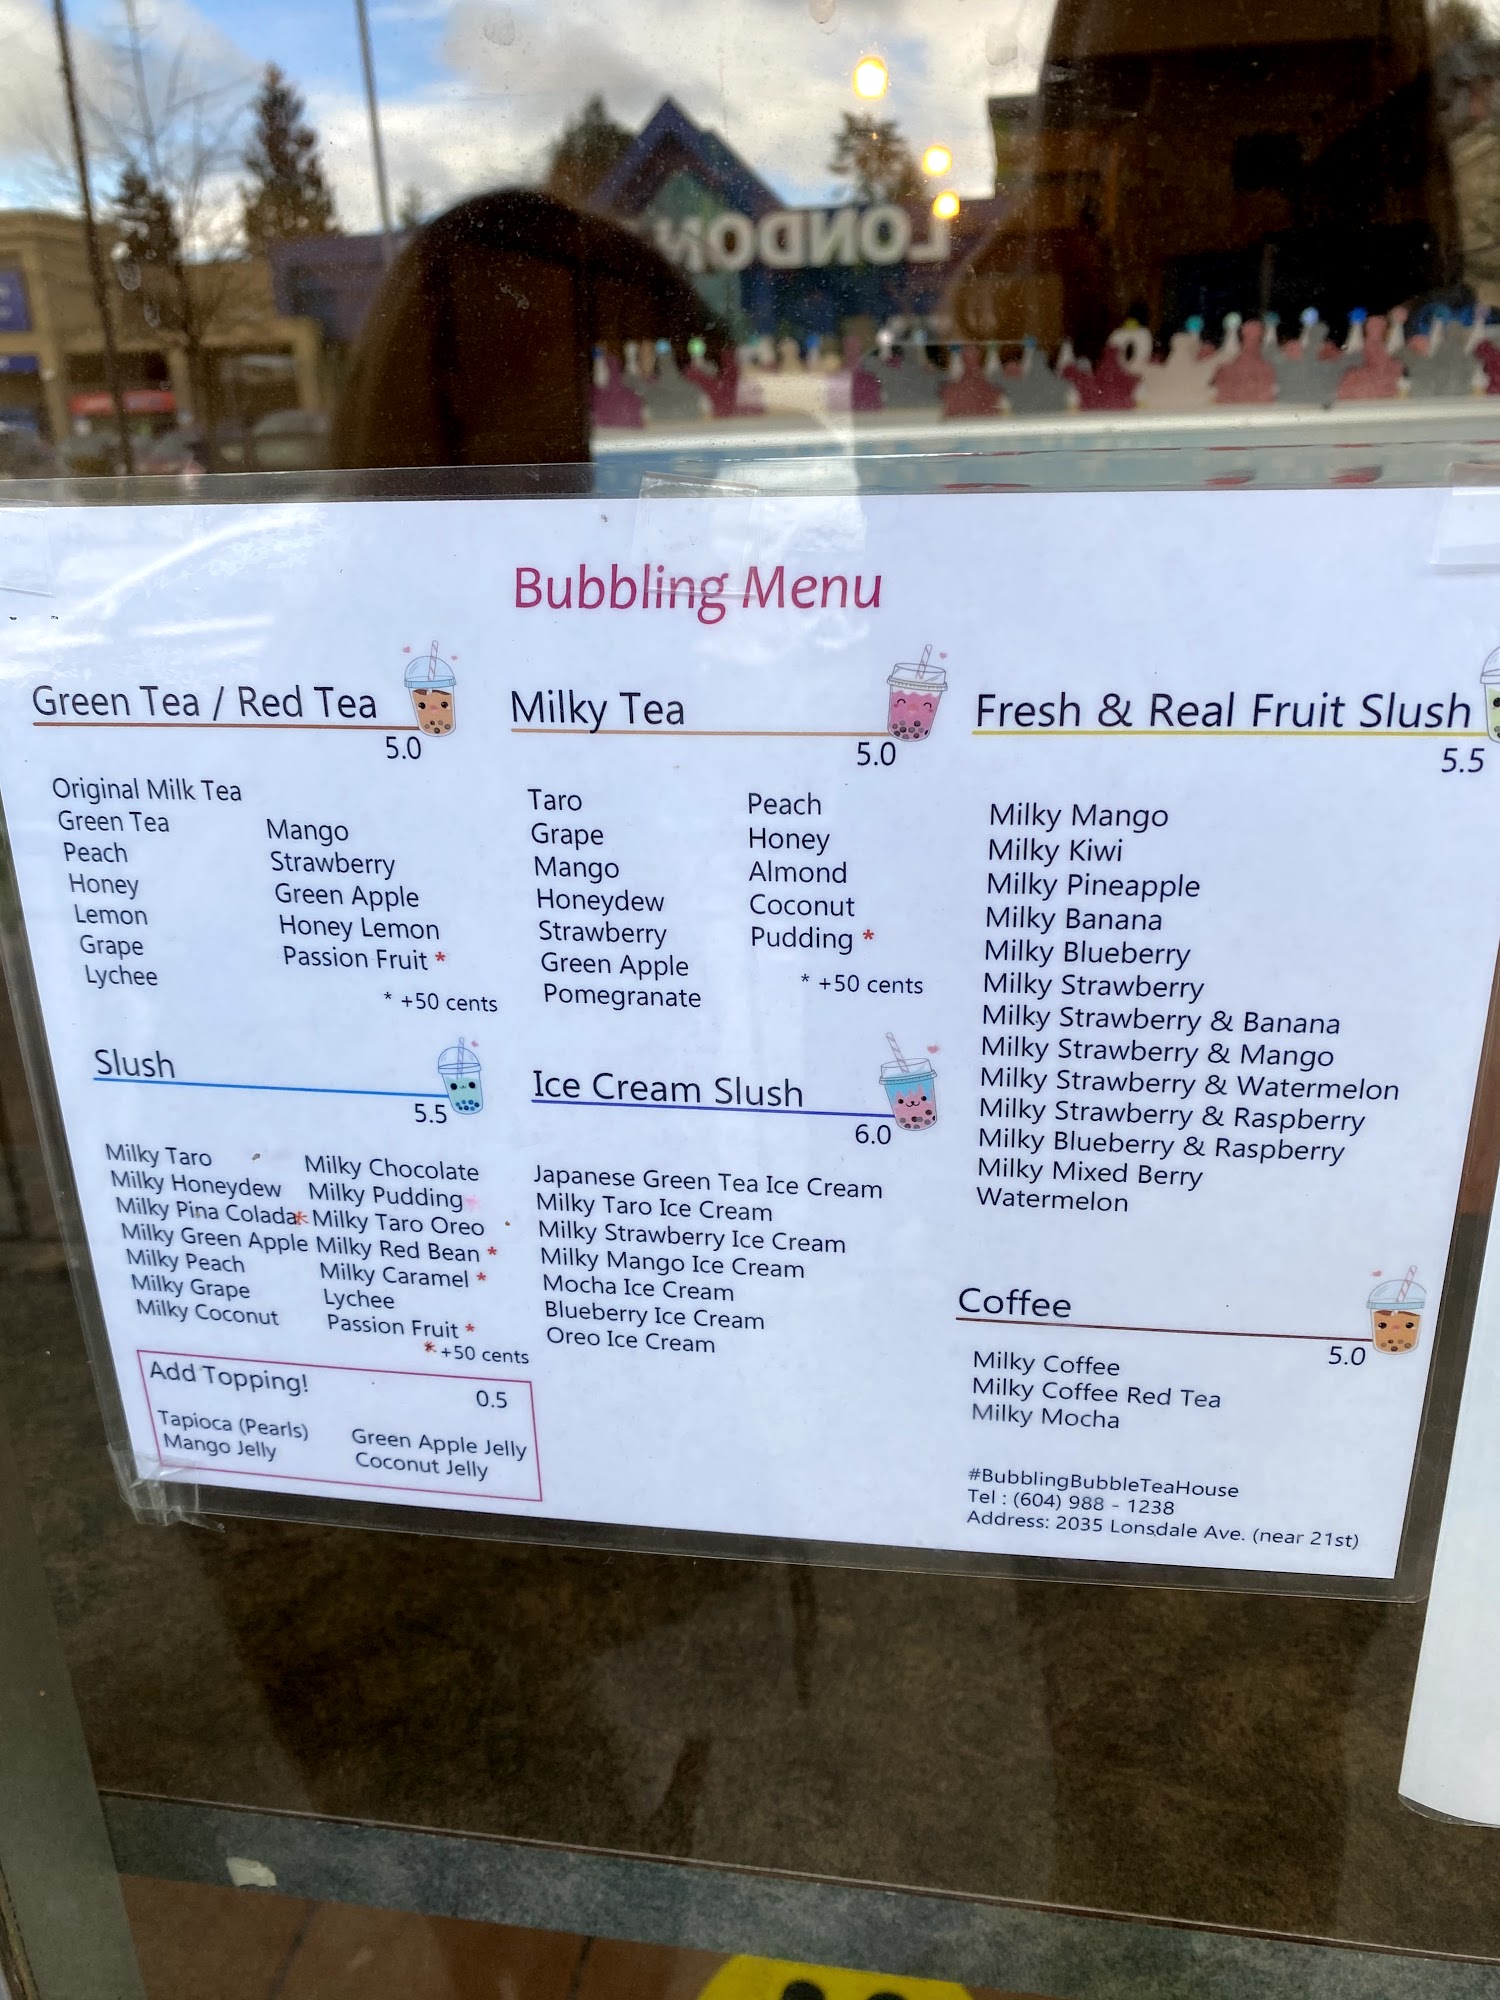 LONDON
Bubbling Menu
Green Tea / Red Tea
5.0
Original Milk Tea
Green Tea
Peach
Honey
Lemon
Grape
Lychee
Mango
Strawberry
Green Apple
Honey Lemon
Passion Fruit *
* +50 cents
Slush
5.5
Milky Taro
Milky Honeydew
Milky Pina Colada*
Milky Green Apple
Milky Peach
Milky Grape
Milky Coconut
Milky Chocolate
Milky Pudding
Milky Taro Oreo
Milky Red Bean *
Milky Caramel *
Lychee
Passion Fruit *
* +50 cents
Add Topping!
0.5
Tapioca (Pearls)
Mango Jelly
Green Apple Jelly
Coconut Jelly
Milky Tea
5.0
Taro
Grape
Mango
Honeydew
Strawberry
Green Apple
Pomegranate
Peach
Honey
Almond
Coconut
Pudding *
* +50 cents
Ice Cream Slush
6.0
Japanese Green Tea Ice Cream
Milky Taro Ice Cream
Milky Strawberry Ice Cream
Milky Mango Ice Cream
Mocha Ice Cream
Blueberry Ice Cream
Oreo Ice Cream
Fresh & Real Fruit Slush
5.5
Milky Mango
Milky Kiwi
Milky Pineapple
Milky Banana
Milky Blueberry
Milky Strawberry
Milky Strawberry & Banana
Milky Strawberry & Mango
Milky Strawberry & Watermelon
Milky Strawberry & Raspberry
Milky Blueberry & Raspberry
Milky Mixed Berry
Watermelon
Coffee
5.0
Milky Coffee
Milky Coffee Red Tea
Milky Mocha
#BubblingBubbleTeaHouse
Tel : (604) 988 - 1238
Address: 2035 Lonsdale Ave. (near 21st)